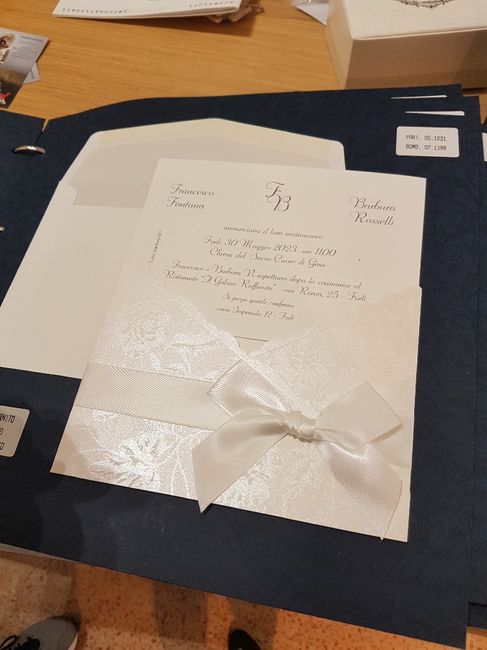 PART. 05.1831
BOMB. 07.1590
Francesco
Fontana
FB
Barbara
Rosselli
annunciano il loro matrimonio
Forlì, 30 Maggio 2023 ore 11.00
Chiesa del Sacro Cuore di Gesù
Francesco e Barbara Vi aspettano dopo la cerimonia al
Ristorante "Il Goloso Raffinato" - via Roma, 25 - Forlì
Si prega gentile conferma
corso Imperiale, 12 - Forlì